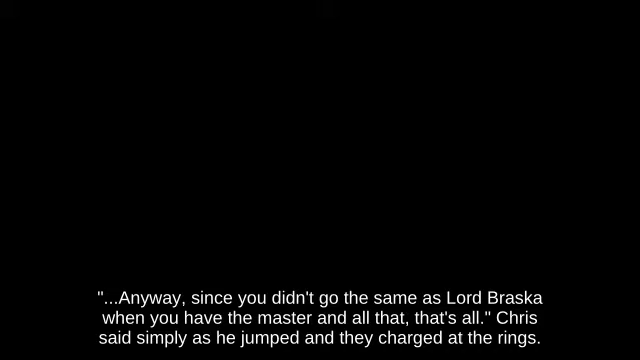 "...Anyway, since you didn't go the same as Lord Braska
when you have the master and all that, that's all." Chris
said simply as he jumped and they charged at the rings.